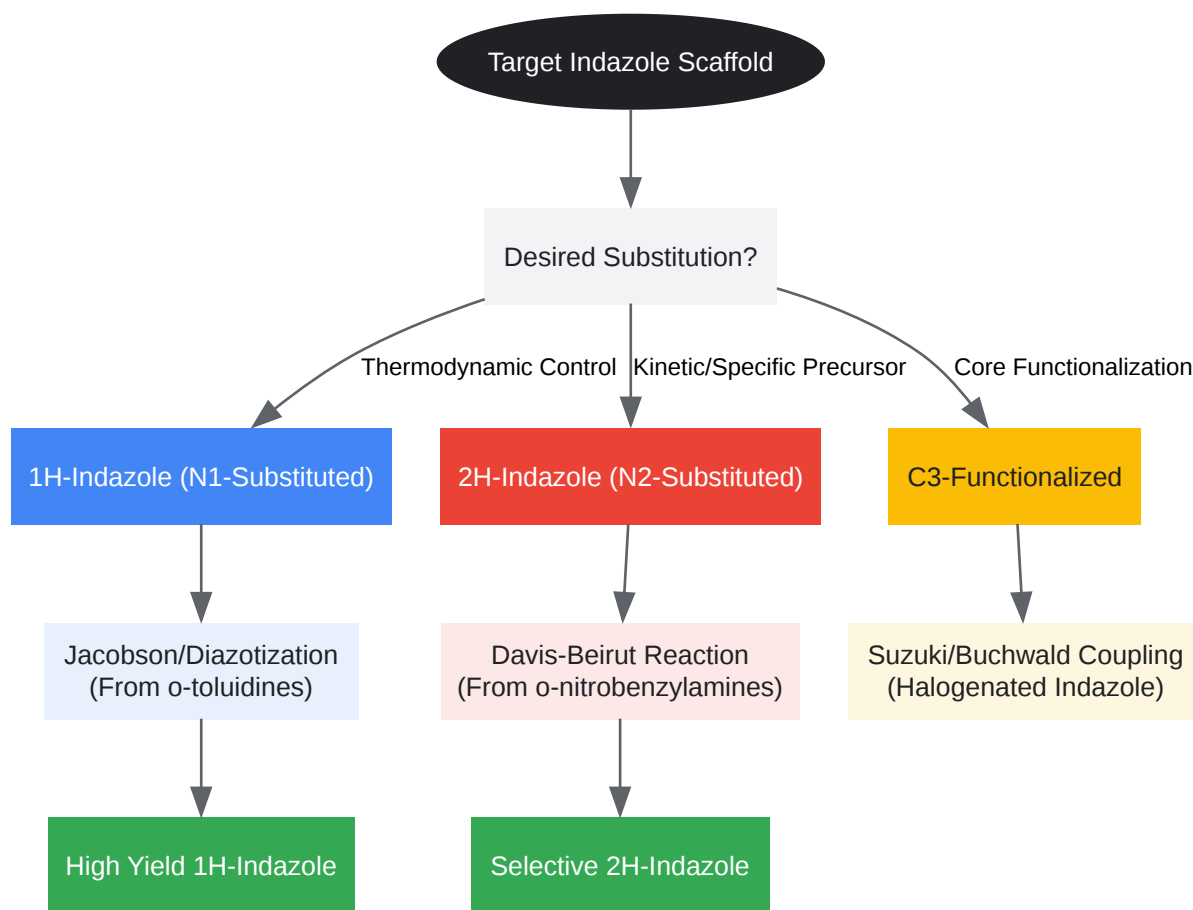 Target Indazole Scaffold
Desired Substitution?
Thermodynamic Control
Kinetic/Specific Precursor
Core Functionalization
1H-Indazole (N1-Substituted)
2H-Indazole (N2-Substituted)
C3-Functionalized
Jacobson/Diazotization
(From o-toluidines)
Davis-Beirut Reaction
(From o-nitrobenzylamines)
Suzuki/Buchwald Coupling
(Halogenated Indazole)
High Yield 1H-Indazole
Selective 2H-Indazole